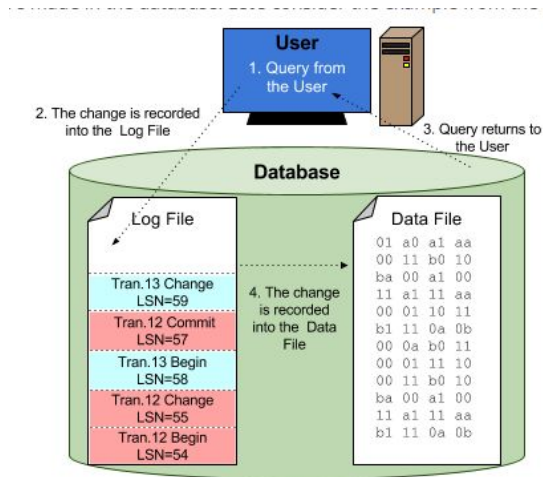 User
1. Query from
the User
2. The change is recorded
into the Log File
3. Query returns to
the User
Database
Log File
Tran.13 Change
LSN=59
Tran.12 Commit
LSN=57
Tran.13 Begin
LSN=58
Tran.12 Change
LSN=55
Tran.12 Begin
LSN=54
4. The change
is recorded
into the Data
File
Data File
01 a0 a1 aa
00 11 b0 10
ba 00 a1 00
11 a1 11 aa
00 01 10 11
b1 11 0a 0b
00 0a b0 11
00 01 11 10
00 11 b0 10
ba 00 a1 00
11 a1 11 aa
b1 11 0a 0b